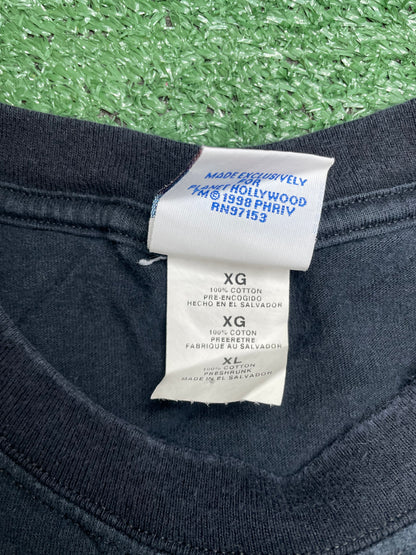 MADE EXCLUSIVELY
FOR
PLANET HOLLYWOOD
TM © 1998 PHRIV
RN97153
XG
100% COTTON
PRE-ENCOGIDO
HECHO EN EL SALVADOR
XG
100% COTON
PREERETRE
FABRIQUE AU SALVADOR
XL
100% COTTON
PRESHRUNK
MADE IN EL SALVADOR